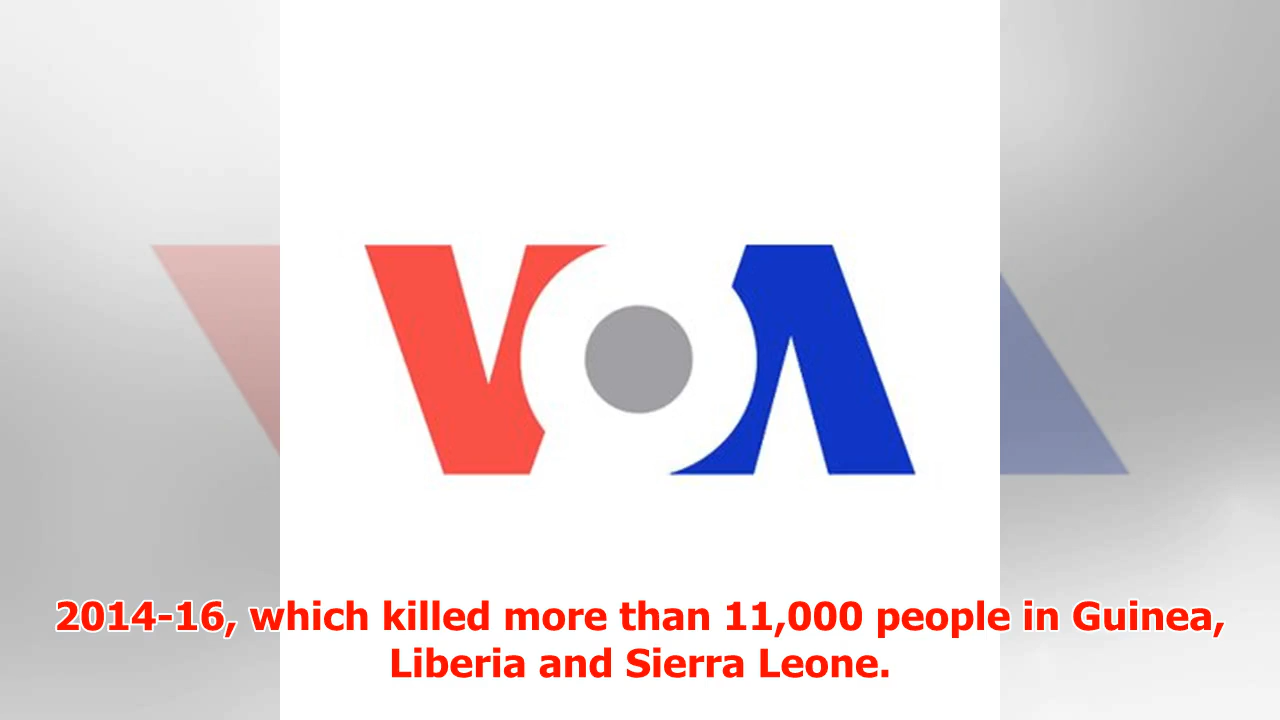 VOA
2014-16, which killed more than 11,000 people in Guinea,
Liberia and Sierra Leone.